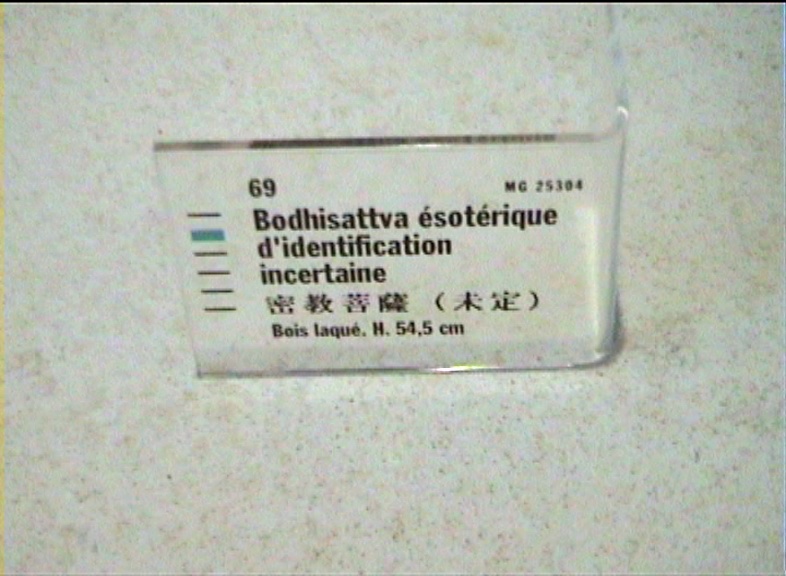 69 MG 25304
Bodhisattva ésotérique
d'identification
incertaine
密教菩薩（未定）
Bois laqué. H. 54,5 cm